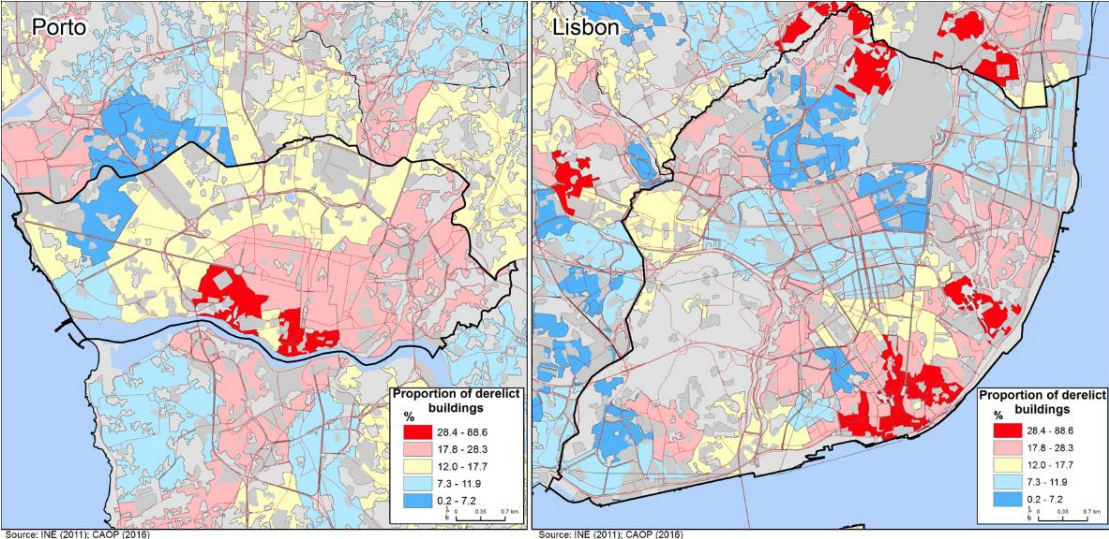 Porto
Proportion of derelict
buildings
%
28.4 - 88.6
17.8 - 28.3
12.0 - 17.7
7.3 - 11.9
0.2 - 7.2
0 0.35 0.7 km
Source: INE (2011); CAOP (2016)
Lisbon
Proportion of derelict
buildings
%
28.4 - 88.6
17.8 - 28.3
12.0 - 17.7
7.3 - 11.9
0.2 - 7.2
0 0.35 0.7 km
Source: INE (2011); CAOP (2016)